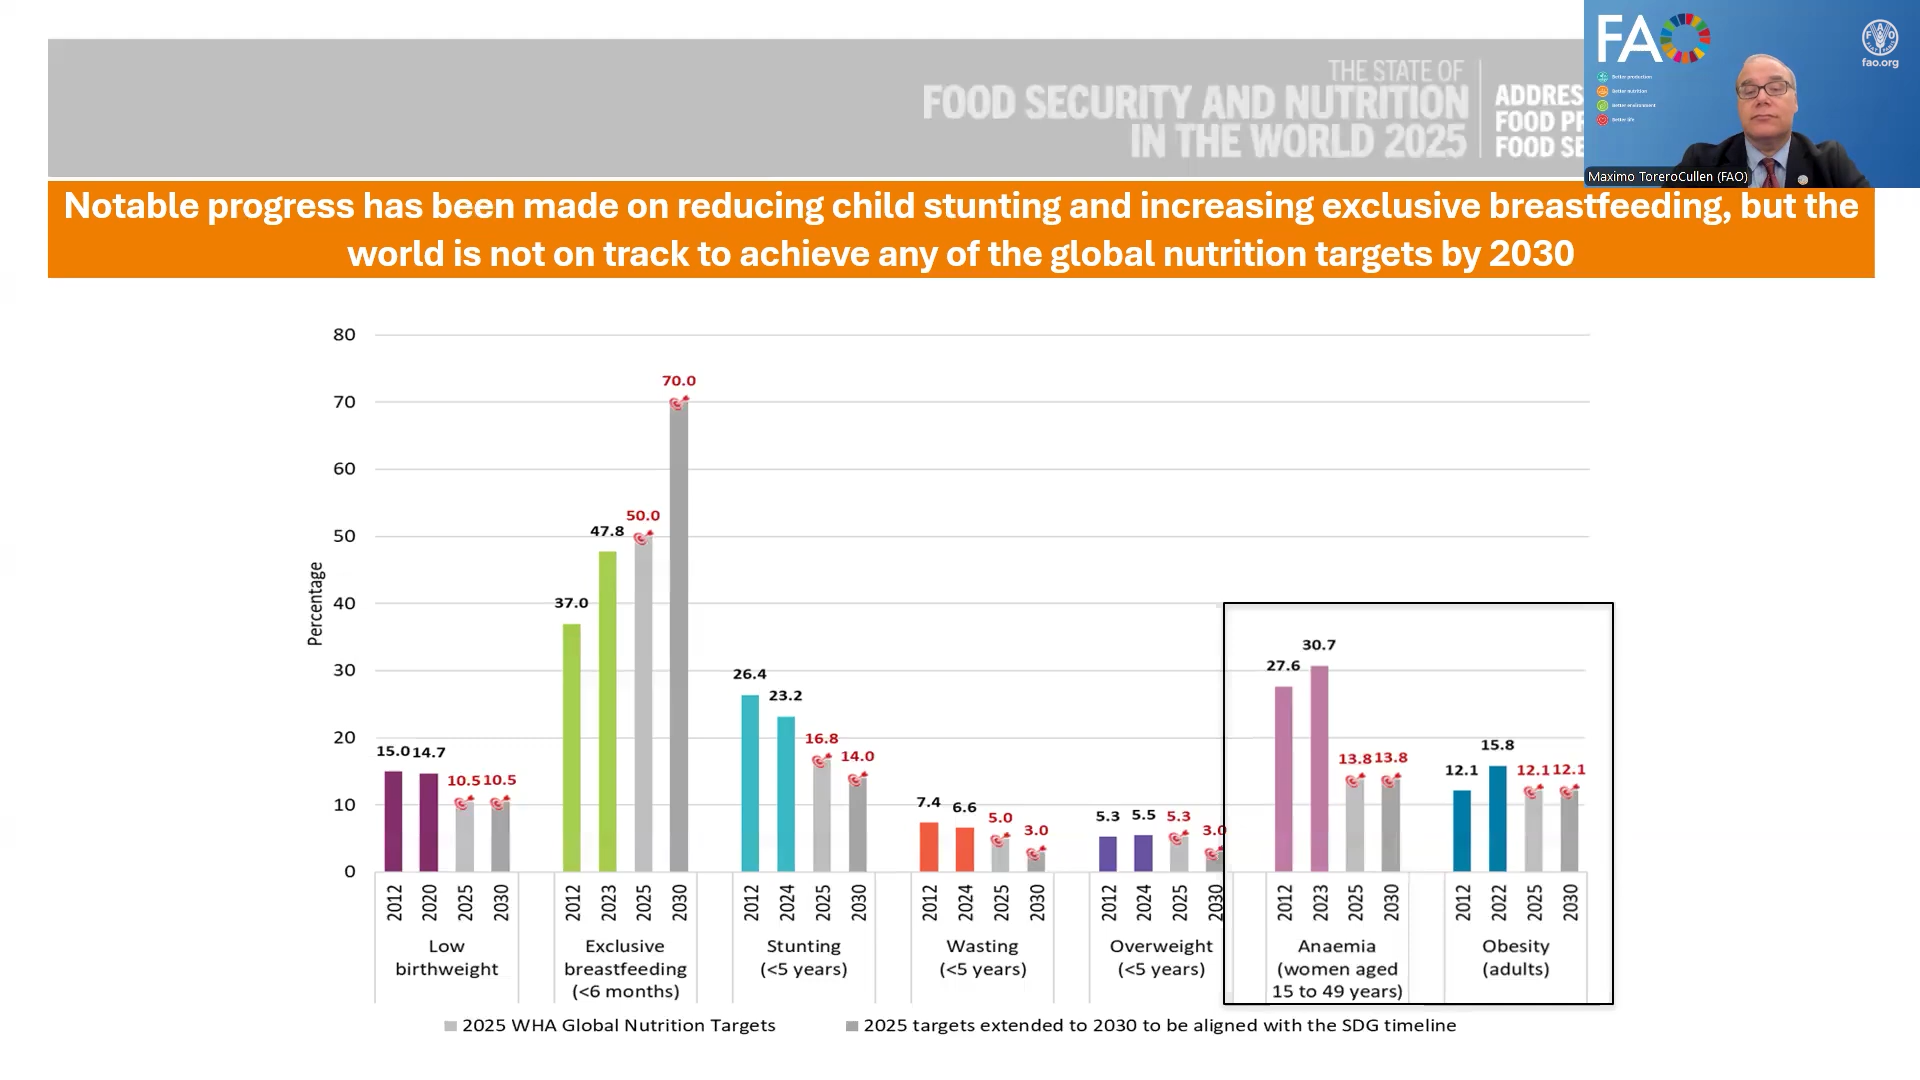 THE STATE OF
FOOD SECURITY AND NUTRITION
IN THE WORLD 2025
ADDRES
FOOD PR
FOOD SE
FAO
fao.org
Better production
Better nutrition
Better environment
Better life
Maximo ToreroCullen (FAO)
Notable progress has been made on reducing child stunting and increasing exclusive breastfeeding, but the
world is not on track to achieve any of the global nutrition targets by 2030
Percentage
80
70
60
50
40
30
20
10
0
15.0 14.7 10.5 10.5
37.0 47.8 50.0 70.0
26.4 23.2 16.8 14.0
7.4 6.6 5.0 3.0
5.3 5.5 5.3 3.0
27.6 30.7 13.8 13.8
12.1 15.8 12.1 12.1
2012 2020 2025 2030
2012 2023 2025 2030
2012 2024 2025 2030
2012 2024 2025 2030
2012 2024 2025 2030
2012 2023 2025 2030
2012 2022 2025 2030
Low
birthweight
Exclusive
breastfeeding
(<6 months)
Stunting
(<5 years)
Wasting
(<5 years)
Overweight
(<5 years)
Anaemia
(women aged
15 to 49 years)
Obesity
(adults)
2025 WHA Global Nutrition Targets
2025 targets extended to 2030 to be aligned with the SDG timeline